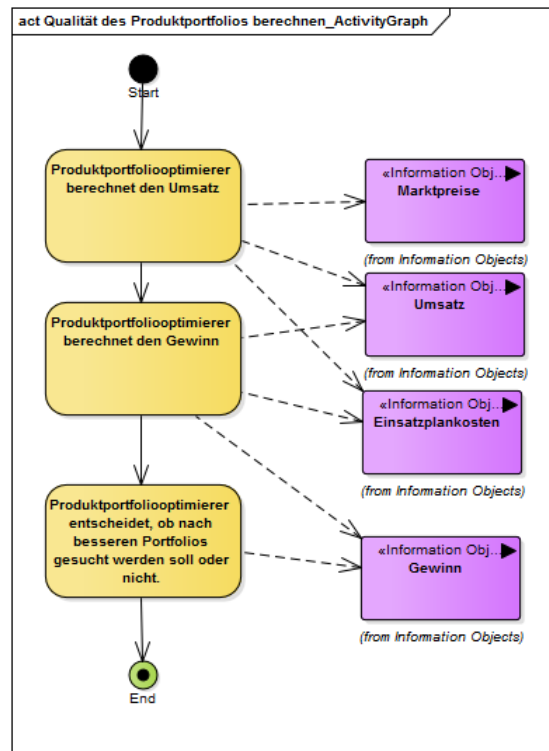 act Qualität des Produktportfolios berechnen_ActivityGraph
Start
Produktportfoliooptimierer
berechnet den Umsatz
«Information Obj...
Marktpreise
(from Information Objects)
«Information Obj...
Umsatz
(from Information Objects)
Produktportfoliooptimierer
berechnet den Gewinn
«Information Obj...
Einsatzplankosten
(from Information Objects)
Produktportfoliooptimierer
entscheidet, ob nach
besseren Portfolios
gesucht werden soll oder
nicht.
«Information Obj...
Gewinn
(from Information Objects)
End